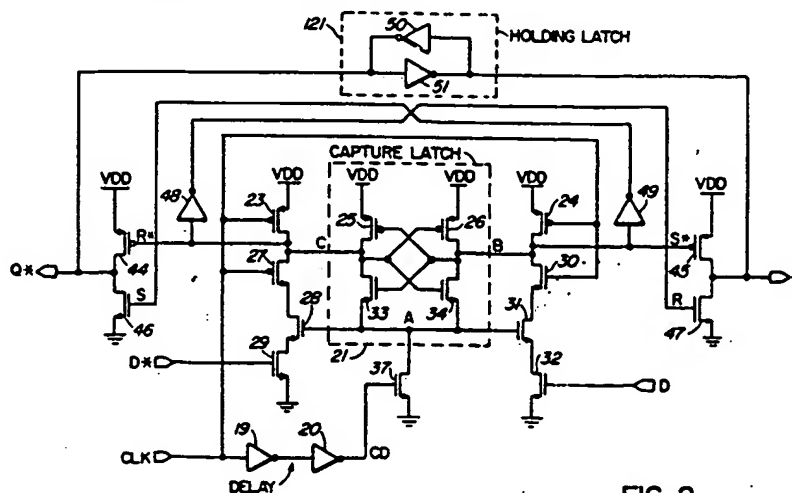 121
50
HOLDING LATCH
51
CAPTURE LATCH
VDD
VDD
VDD
VDD
VDD
VDD
48
23
25
26
24
49
Q*
R*
44
C
B
S*
45
27
30
S
46
28
33
34
31
R
47
A
29
21
37
32
D*
D
CLK
19
20
CD
DELAY